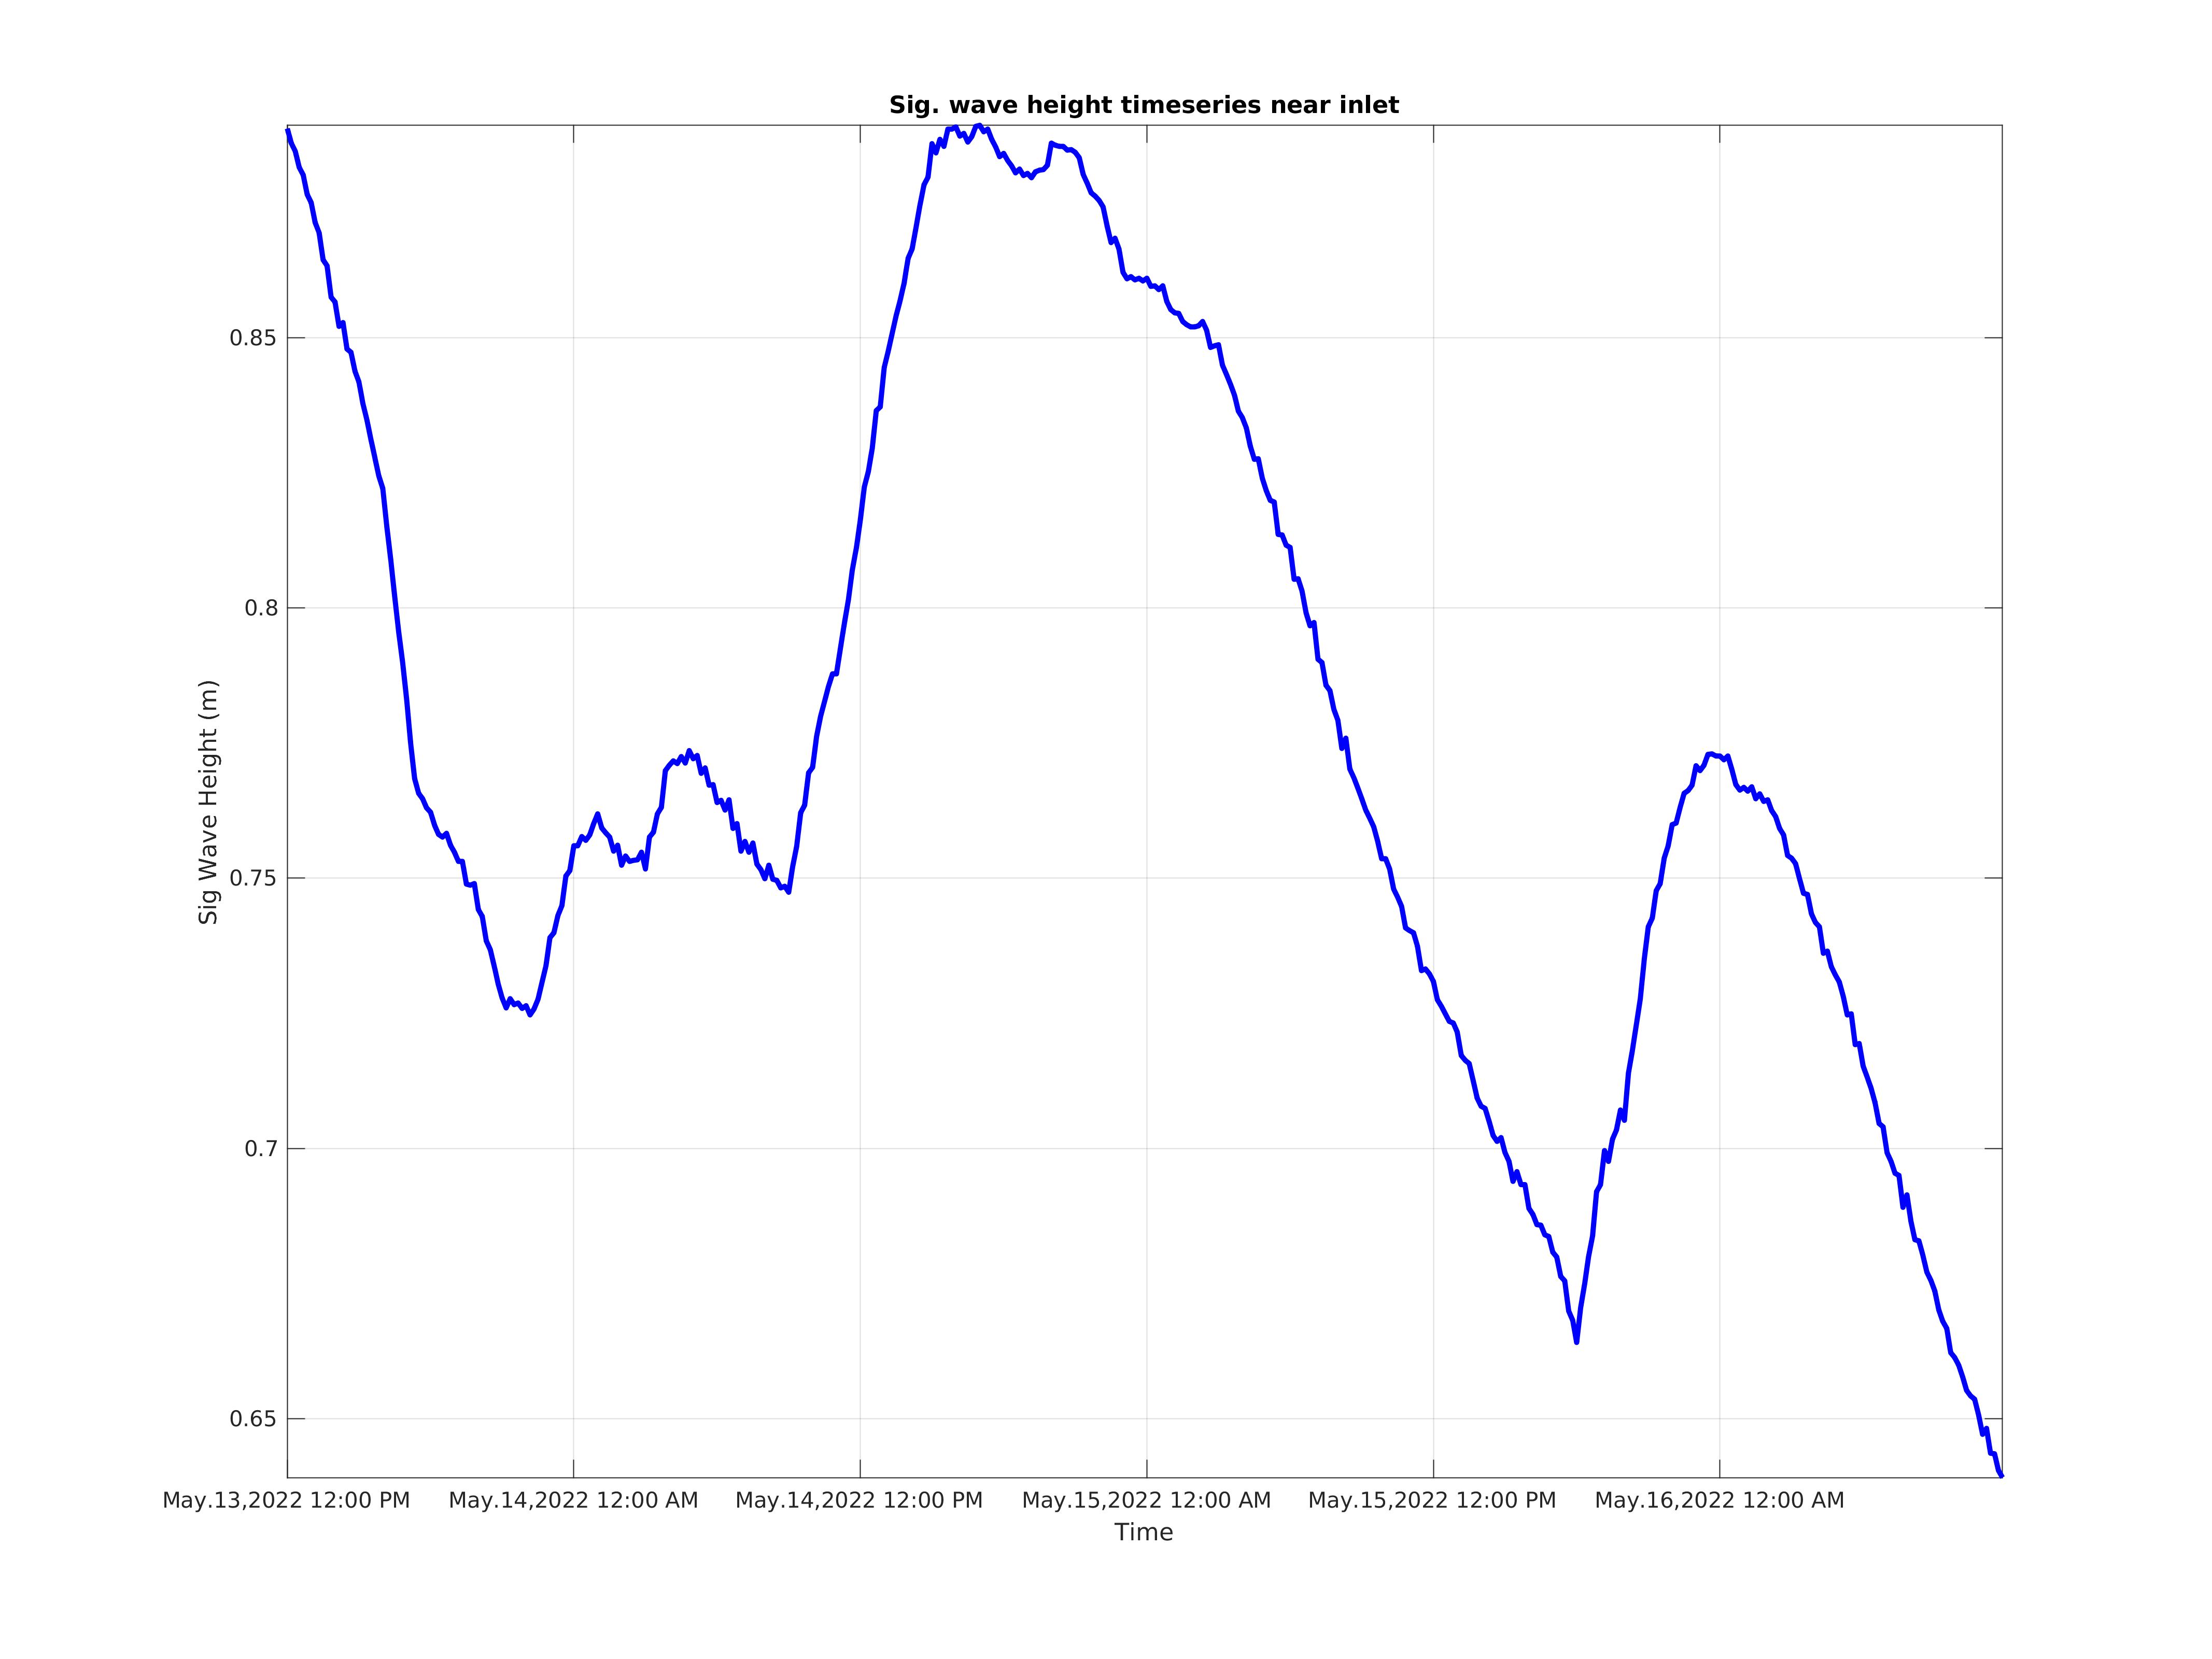 Sig. wave height timeseries near inlet
0.85
0.8
0.75
0.7
0.65
Sig Wave Height (m)
May.13,2022 12:00 PM May.14,2022 12:00 AM May.14,2022 12:00 PM May.15,2022 12:00 AM May.15,2022 12:00 PM May.16,2022 12:00 AM
Time